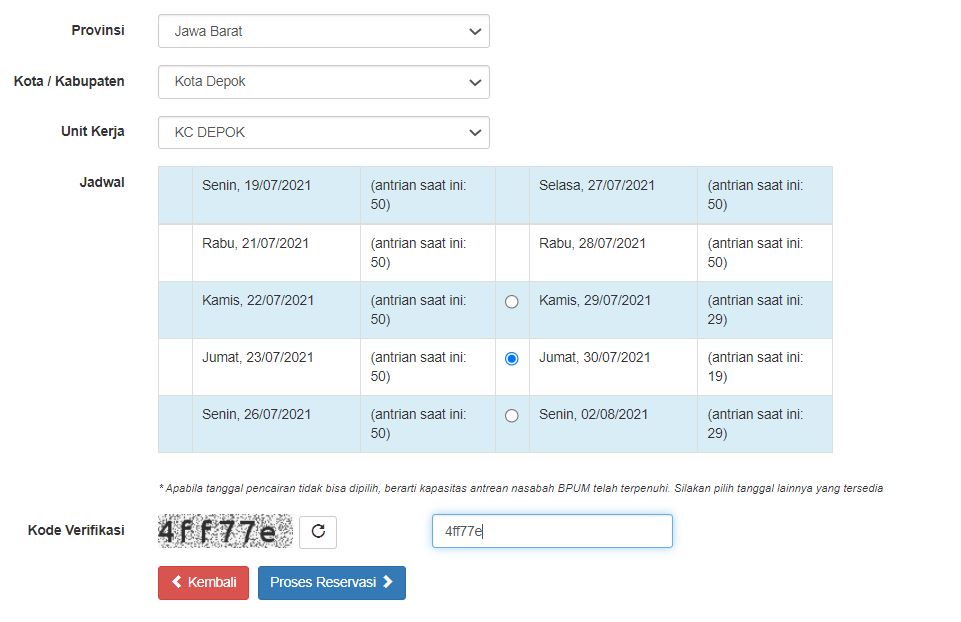 Provinsi Jawa Barat
Kota / Kabupaten Kota Depok
Unit Kerja KC DEPOK
Jadwal
Senin, 19/07/2021 (antrian saat ini: 50) Selasa, 27/07/2021 (antrian saat ini: 50)
Rabu, 21/07/2021 (antrian saat ini: 50) Rabu, 28/07/2021 (antrian saat ini: 50)
Kamis, 22/07/2021 (antrian saat ini: 50) Kamis, 29/07/2021 (antrian saat ini: 29)
Jumat, 23/07/2021 (antrian saat ini: 50) Jumat, 30/07/2021 (antrian saat ini: 19)
Senin, 26/07/2021 (antrian saat ini: 50) Senin, 02/08/2021 (antrian saat ini: 29)
* Apabila tanggal pencairan tidak bisa dipilih, berarti kapasitas antrean nasabah BPUM telah terpenuhi. Silakan pilih tanggal lainnya yang tersedia
Kode Verifikasi 4ff77e 4ff77e
Kembali Proses Reservasi